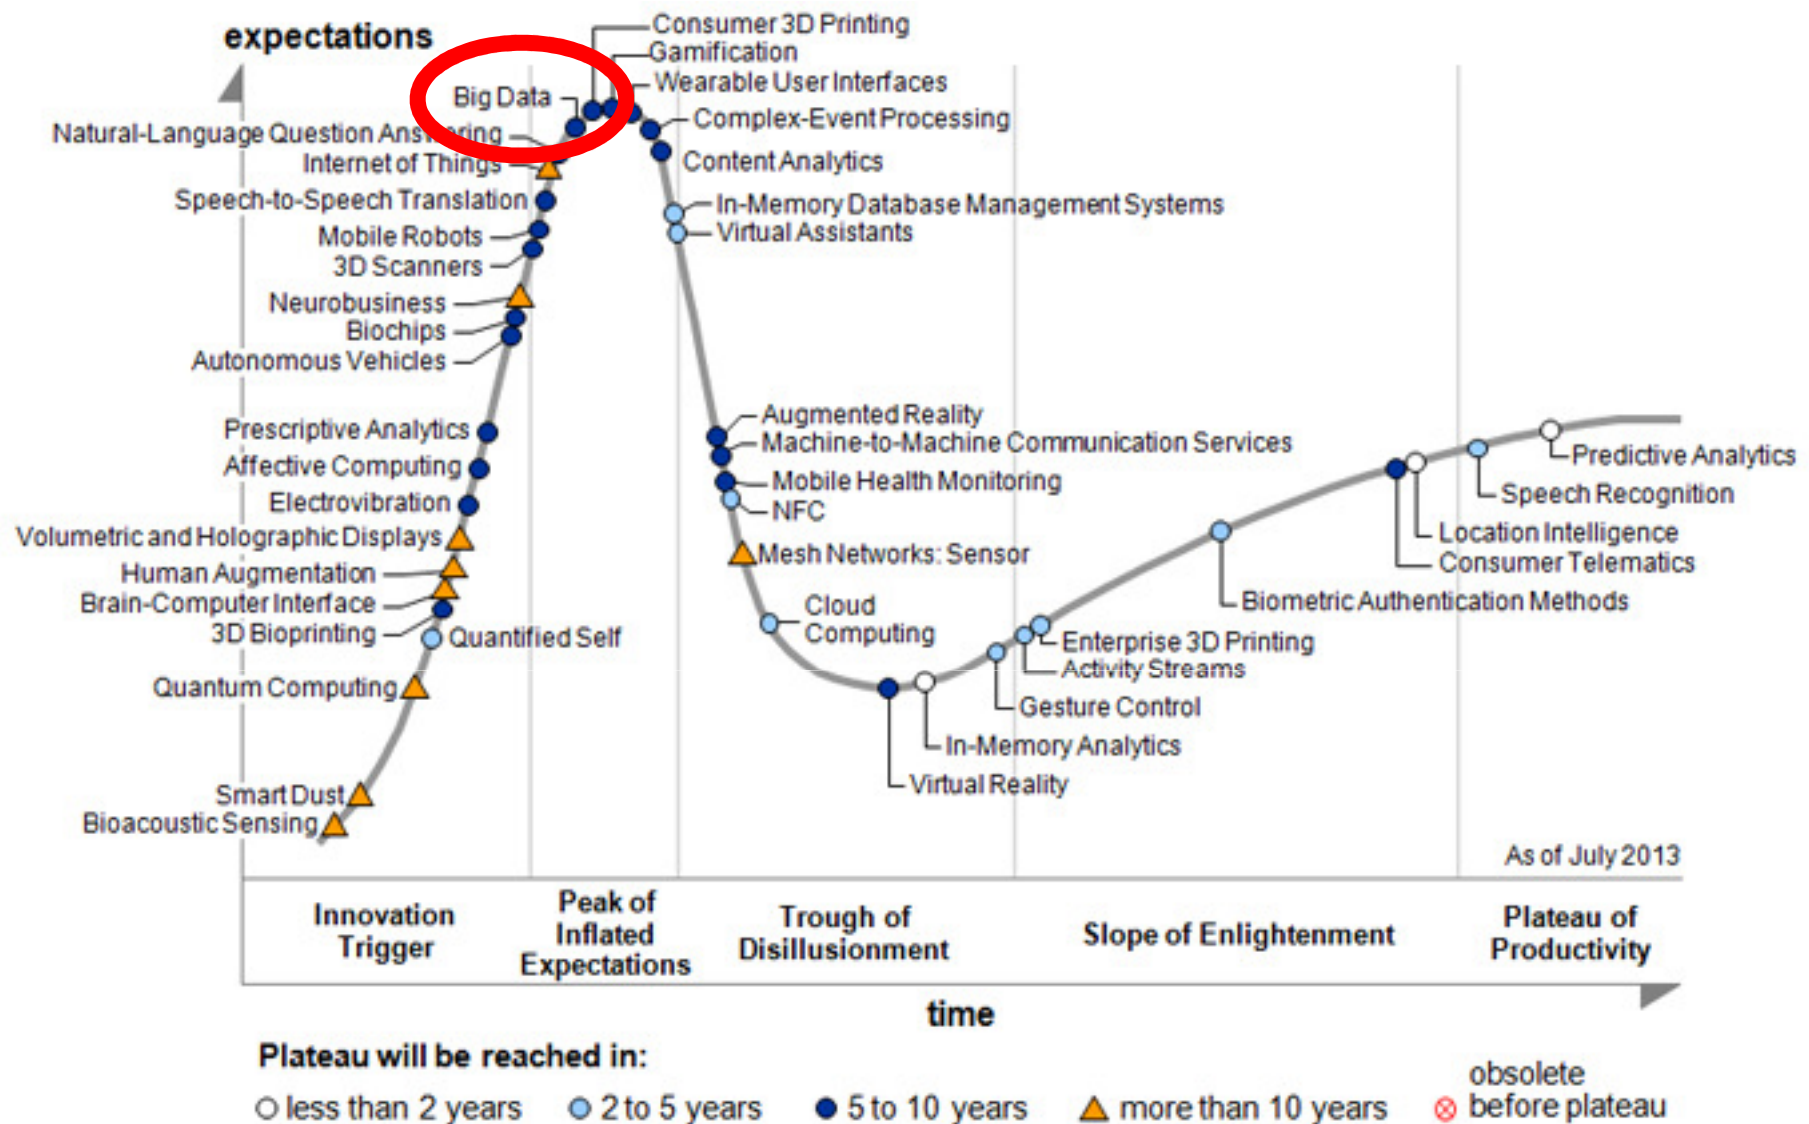 expectations
Consumer 3D Printing
Gamification
Wearable User Interfaces
Big Data
Complex-Event Processing
Natural-Language Question Answering
Content Analytics
Internet of Things
Speech-to-Speech Translation
In-Memory Database Management Systems
Virtual Assistants
Mobile Robots
3D Scanners
Neurobusiness
Biochips
Autonomous Vehicles
Augmented Reality
Prescriptive Analytics
Machine-to-Machine Communication Services
Predictive Analytics
Affective Computing
Mobile Health Monitoring
Speech Recognition
Electrovibration
NFC
Volumetric and Holographic Displays
Location Intelligence
Mesh Networks: Sensor
Consumer Telematics
Human Augmentation
Brain-Computer Interface
Biometric Authentication Methods
Cloud
Computing
3D Bioprinting
Quantified Self
Enterprise 3D Printing
Activity Streams
Quantum Computing
Gesture Control
In-Memory Analytics
Virtual Reality
Smart Dust
Bioacoustic Sensing
As of July 2013
Innovation
Trigger
Peak of
Inflated
Expectations
Trough of
Disillusionment
Slope of Enlightenment
Plateau of
Productivity
time
Plateau will be reached in:
less than 2 years
2 to 5 years
5 to 10 years
more than 10 years
obsolete
before plateau